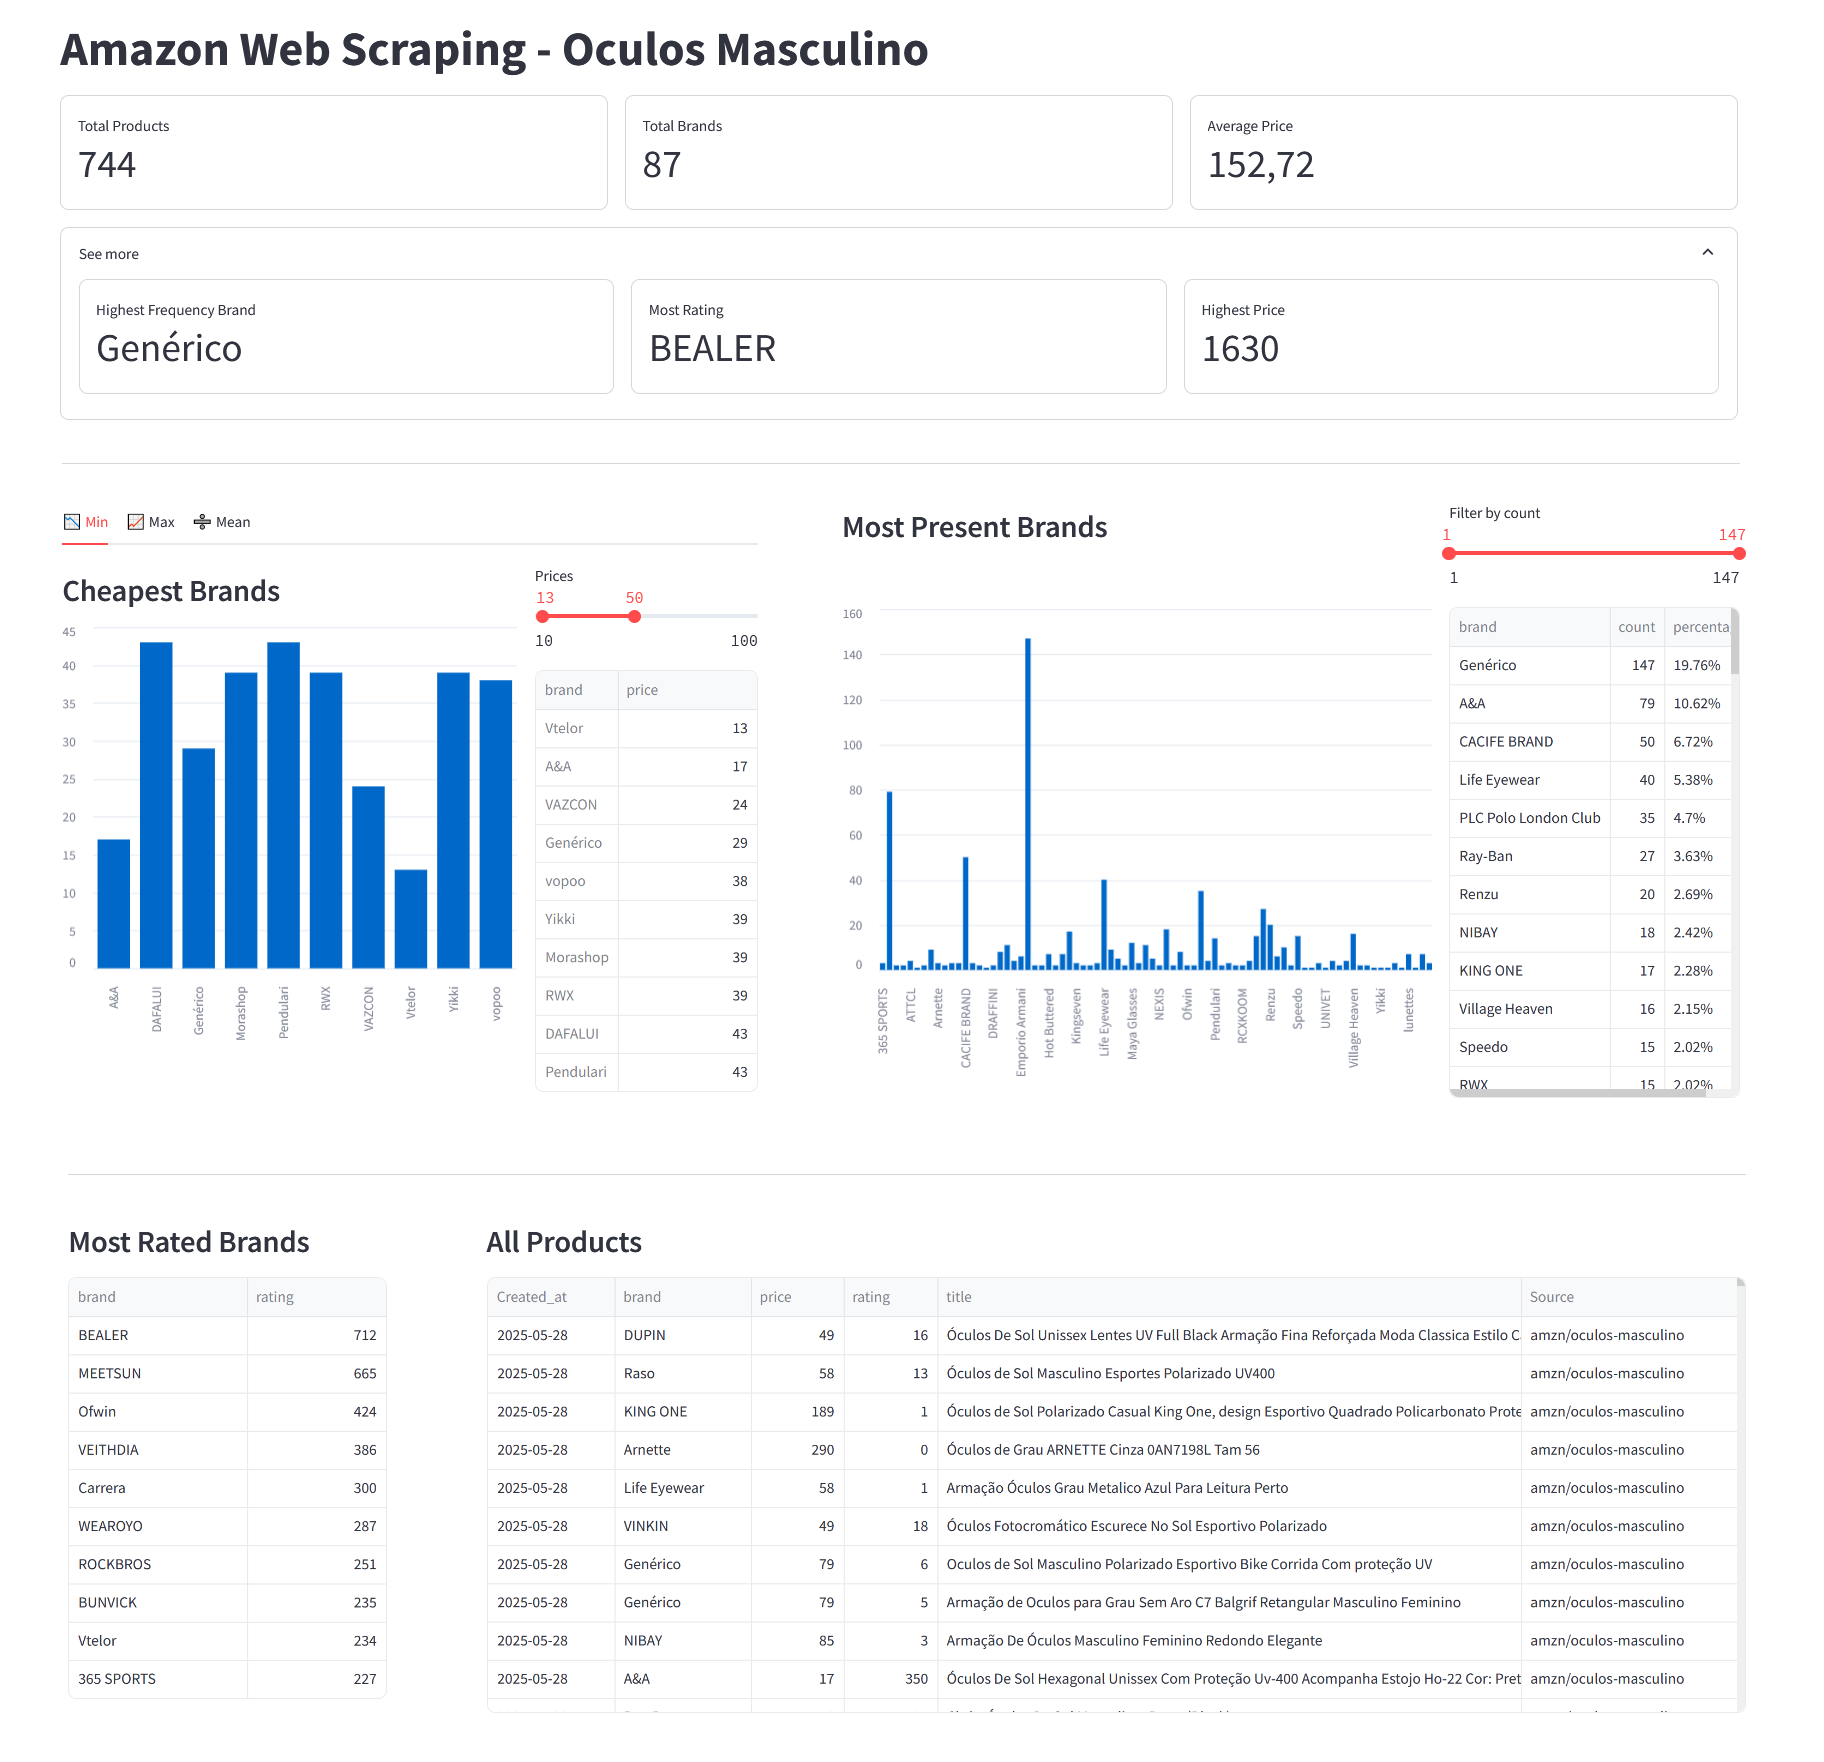 Amazon Web Scraping - Oculos Masculino
Total Products
744
Total Brands
87
Average Price
152,72
See more
Highest Frequency Brand
Genérico
Most Rating
BEALER
Highest Price
1630
Min Max Mean
Cheapest Brands
45
40
35
30
25
20
15
10
5
0
A&A
DAFALUI
Genérico
Morashop
Pendulari
RWX
VAZCON
Vtelor
Yikki
vopoo
Prices
13 50
10 100
brand price
Vtelor 13
A&A 17
VAZCON 24
Genérico 29
vopoo 38
Yikki 39
Morashop 39
RWX 39
DAFALUI 43
Pendulari 43
Most Present Brands
160
140
120
100
80
60
40
20
0
365 SPORTS
ATTCL
Arnette
CACIFE BRAND
DRAFFINI
Emporio Armani
Hot Buttered
Kingseven
Life Eyewear
Maya Glasses
NEXIS
Ofwin
Pendulari
RCXKOOM
Renzu
Speedo
UNIVET
Village Heaven
Yikki
lunettes
Filter by count
1 147
1 147
brand count percenta
Genérico 147 19.76%
A&A 79 10.62%
CACIFE BRAND 50 6.72%
Life Eyewear 40 5.38%
PLC Polo London Club 35 4.7%
Ray-Ban 27 3.63%
Renzu 20 2.69%
NIBAY 18 2.42%
KING ONE 17 2.28%
Village Heaven 16 2.15%
Speedo 15 2.02%
RWX 15 2.02%
Most Rated Brands
brand rating
BEALER 712
MEETSUN 665
Ofwin 424
VEITHDIA 386
Carrera 300
WEAROYO 287
ROCKBROS 251
BUNVICK 235
Vtelor 234
365 SPORTS 227
All Products
Created_at brand price rating title Source
2025-05-28 DUPIN 49 16 Óculos De Sol Unissex Lentes UV Full Black Armação Fina Reforçada Moda Classica Estilo C amzn/oculos-masculino
2025-05-28 Raso 58 13 Óculos de Sol Masculino Esportes Polarizado UV400 amzn/oculos-masculino
2025-05-28 KING ONE 189 1 Óculos de Sol Polarizado Casual King One, design Esportivo Quadrado Policarbonato Prote amzn/oculos-masculino
2025-05-28 Arnette 290 0 Óculos de Grau ARNETTE Cinza 0AN7198L Tam 56 amzn/oculos-masculino
2025-05-28 Life Eyewear 58 1 Armação Óculos Grau Metalico Azul Para Leitura Perto amzn/oculos-masculino
2025-05-28 VINKIN 49 18 Óculos Fotocromático Escurece No Sol Esportivo Polarizado amzn/oculos-masculino
2025-05-28 Genérico 79 6 Oculos de Sol Masculino Polarizado Esportivo Bike Corrida Com proteção UV amzn/oculos-masculino
2025-05-28 Genérico 79 5 Armação de Oculos para Grau Sem Aro C7 Balgrif Retangular Masculino Feminino amzn/oculos-masculino
2025-05-28 NIBAY 85 3 Armação De Óculos Masculino Feminino Redondo Elegante amzn/oculos-masculino
2025-05-28 A&A 17 350 Óculos De Sol Hexagonal Unissex Com Proteção Uv-400 Acompanha Estojo Ho-22 Cor: Pret amzn/oculos-masculino